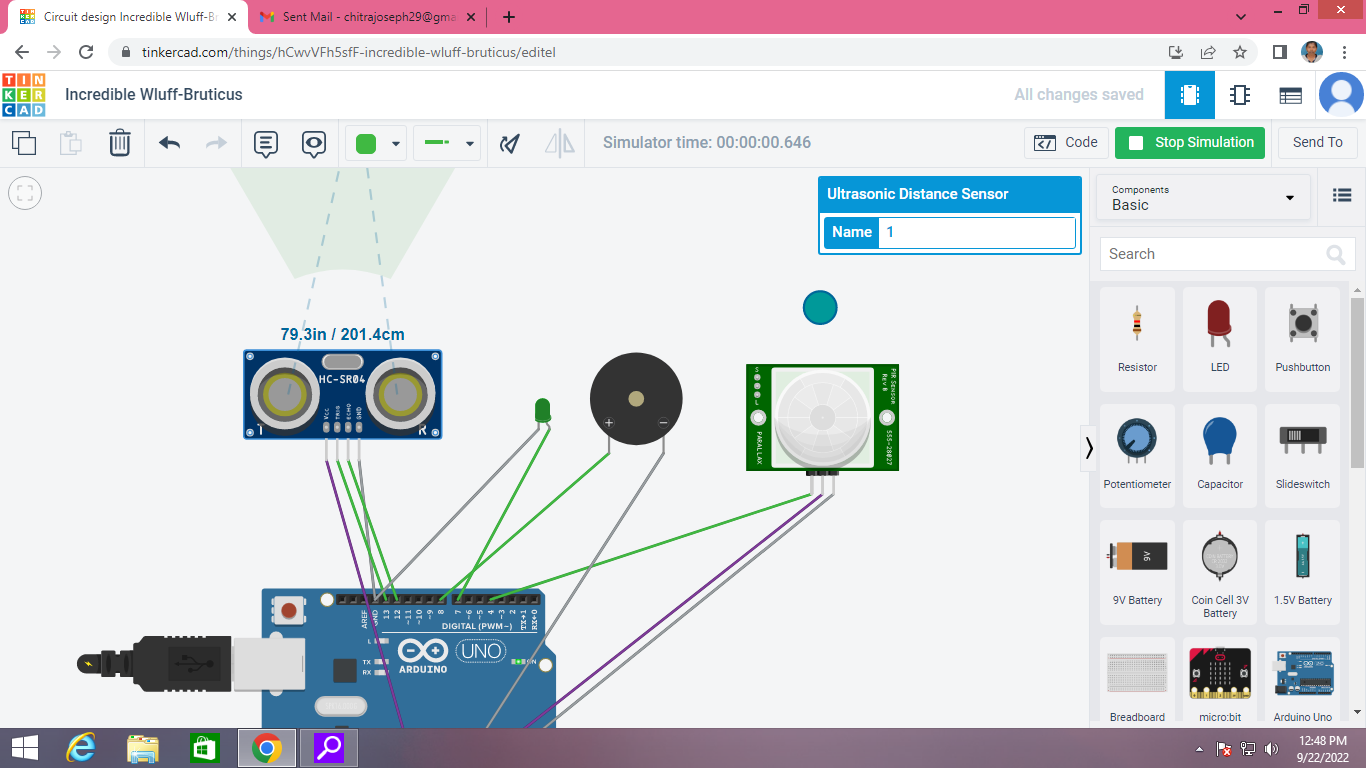 Circuit design Incredible Wluff-Br
Sent Mail - chitrajoseph29@gma
tinkercad.com/things/hCwvVFh5sfF-incredible-wluff-bruticus/editel
TIN
KER
CAD
Incredible Wluff-Bruticus
All changes saved
Simulator time: 00:00:00.646
Code
Stop Simulation
Send To
Ultrasonic Distance Sensor
Name 1
Components
Basic
Search
79.3in / 201.4cm
HC-SR04
VCC
TRIG
ECHO
GND
T
R
+
−
S
L
PARALLAX
PIR SENSOR
Rev B
555-28027
Resistor
LED
Pushbutton
Potentiometer
Capacitor
Slideswitch
9V
9V Battery
Coin Cell 3V
Battery
1.5V Battery
Breadboard
micro:bit
Arduino Uno
AREF
GND
13
12
~11
~10
~9
8
7
~6
~5
4
~3
2
TX→1
RX←0
DIGITAL (PWM~)
L
TX
RX
ARDUINO
UNO
ON
12:48 PM
9/22/2022